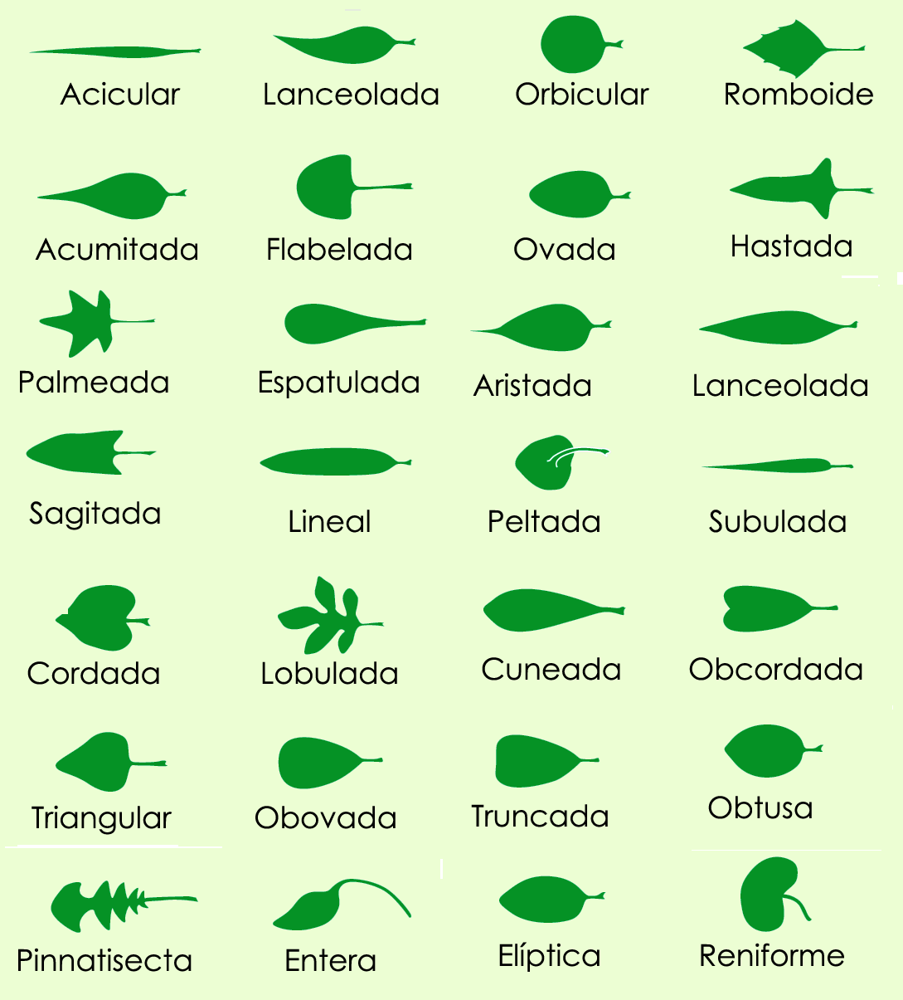 Acicular
Lanceolada
Orbicular
Romboide
Acumitada
Flabelada
Ovada
Hastada
Palmeada
Espatulada
Aristada
Lanceolada
Sagitada
Lineal
Peltada
Subulada
Cordada
Lobulada
Cuneada
Obcordada
Triangular
Obovada
Truncada
Obtusa
Pinnatisecta
Entera
Elíptica
Reniforme